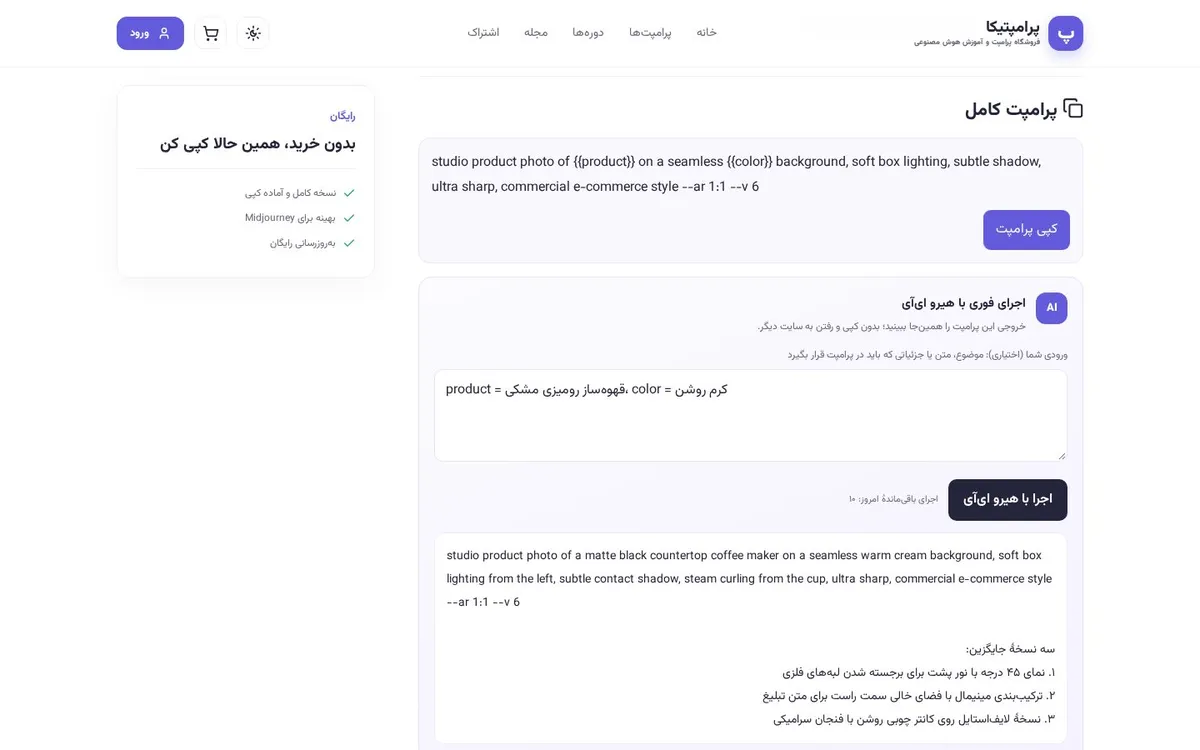 پ
پرامپتیکا
فروشگاه پرامپت و آموزش هوش مصنوعی
خانه
پرامپت‌ها
دوره‌ها
مجله
اشتراک
ورود
پرامپت کامل
studio product photo of {{product}} on a seamless {{color}} background, soft box lighting, subtle shadow,
ultra sharp, commercial e-commerce style --ar 1:1 --v 6
کپی پرامپت
AI
اجرای فوری با هیرو ای‌آی
خروجی این پرامپت را همین‌جا ببینید؛ بدون کپی و رفتن به سایت دیگر.
ورودی شما (اختیاری): موضوع، متن یا جزئیاتی که باید در پرامپت قرار بگیرد
product = قهوه‌ساز رومیزی مشکی، color = کرم روشن
اجرا با هیرو ای‌آی
اجرای باقی‌ماندهٔ امروز: ۱۰
studio product photo of a matte black countertop coffee maker on a seamless warm cream background, soft box
lighting from the left, subtle contact shadow, steam curling from the cup, ultra sharp, commercial e-commerce style
--ar 1:1 --v 6
سه نسخهٔ جایگزین:
۱. نمای ۴۵ درجه با نور پشت برای برجسته شدن لبه‌های فلزی
۲. ترکیب‌بندی مینیمال با فضای خالی سمت راست برای متن تبلیغ
۳. نسخهٔ لایف‌استایل روی کانتر چوبی روشن با فنجان سرامیکی
رایگان
بدون خرید، همین حالا کپی کن
نسخه کامل و آماده کپی
بهینه برای Midjourney
به‌روزرسانی رایگان